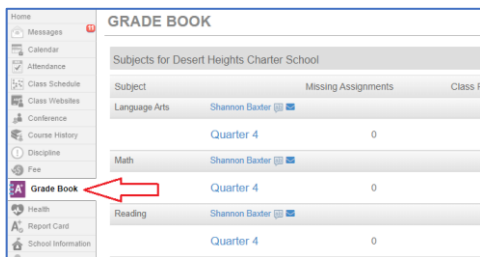 Home
Messages
11
Calendar
Attendance
Class Schedule
Class Websites
Conference
Course History
Discipline
Fee
Grade Book
Health
Report Card
School Information
GRADE BOOK
Subjects for Desert Heights Charter School
Subject Missing Assignments Class
Language Arts Shannon Baxter
Quarter 4 0
Math Shannon Baxter
Quarter 4 0
Reading Shannon Baxter
Quarter 4 0